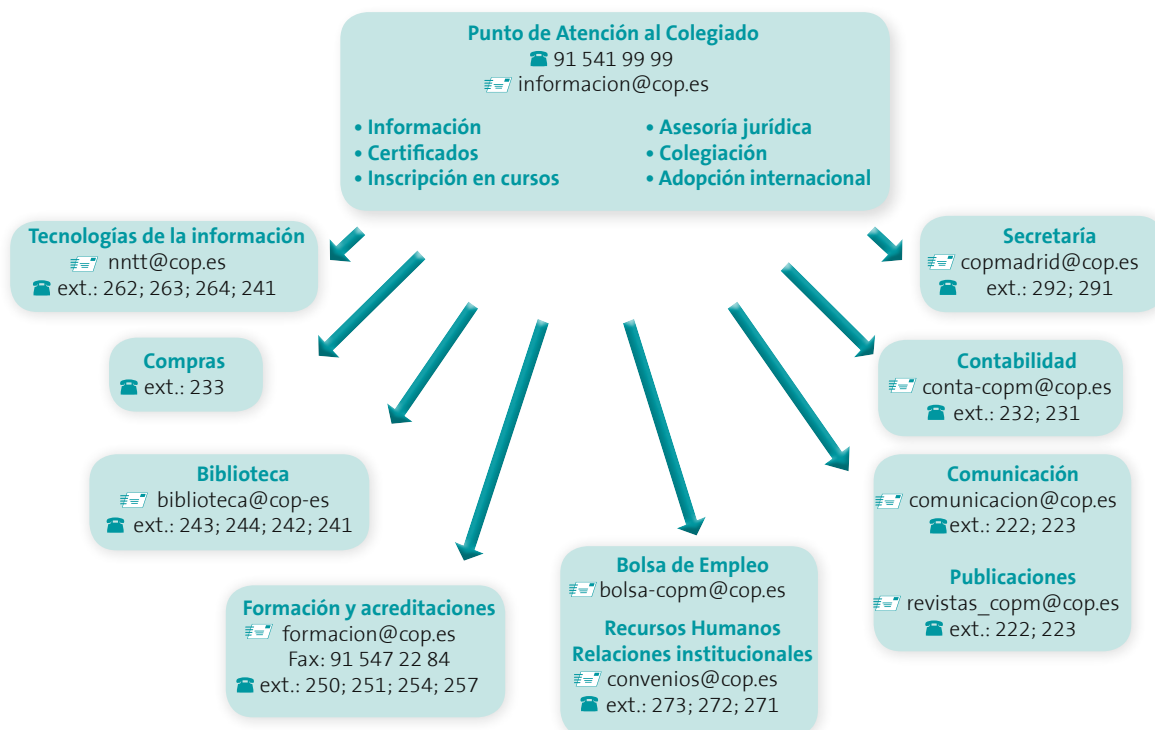 Punto de Atención al Colegiado
91 541 99 99
informacion@cop.es
• Información
• Certificados
• Inscripción en cursos
• Asesoría jurídica
• Colegiación
• Adopción internacional
Tecnologías de la información
nntt@cop.es
ext.: 262; 263; 264; 241
Secretaría
copmadrid@cop.es
ext.: 292; 291
Compras
ext.: 233
Contabilidad
conta-copm@cop.es
ext.: 232; 231
Biblioteca
biblioteca@cop-es
ext.: 243; 244; 242; 241
Comunicación
comunicacion@cop.es
ext.: 222; 223
Publicaciones
revistas_copm@cop.es
ext.: 222; 223
Formación y acreditaciones
formacion@cop.es
Fax: 91 547 22 84
ext.: 250; 251; 254; 257
Bolsa de Empleo
bolsa-copm@cop.es
Recursos Humanos
Relaciones institucionales
convenios@cop.es
ext.: 273; 272; 271